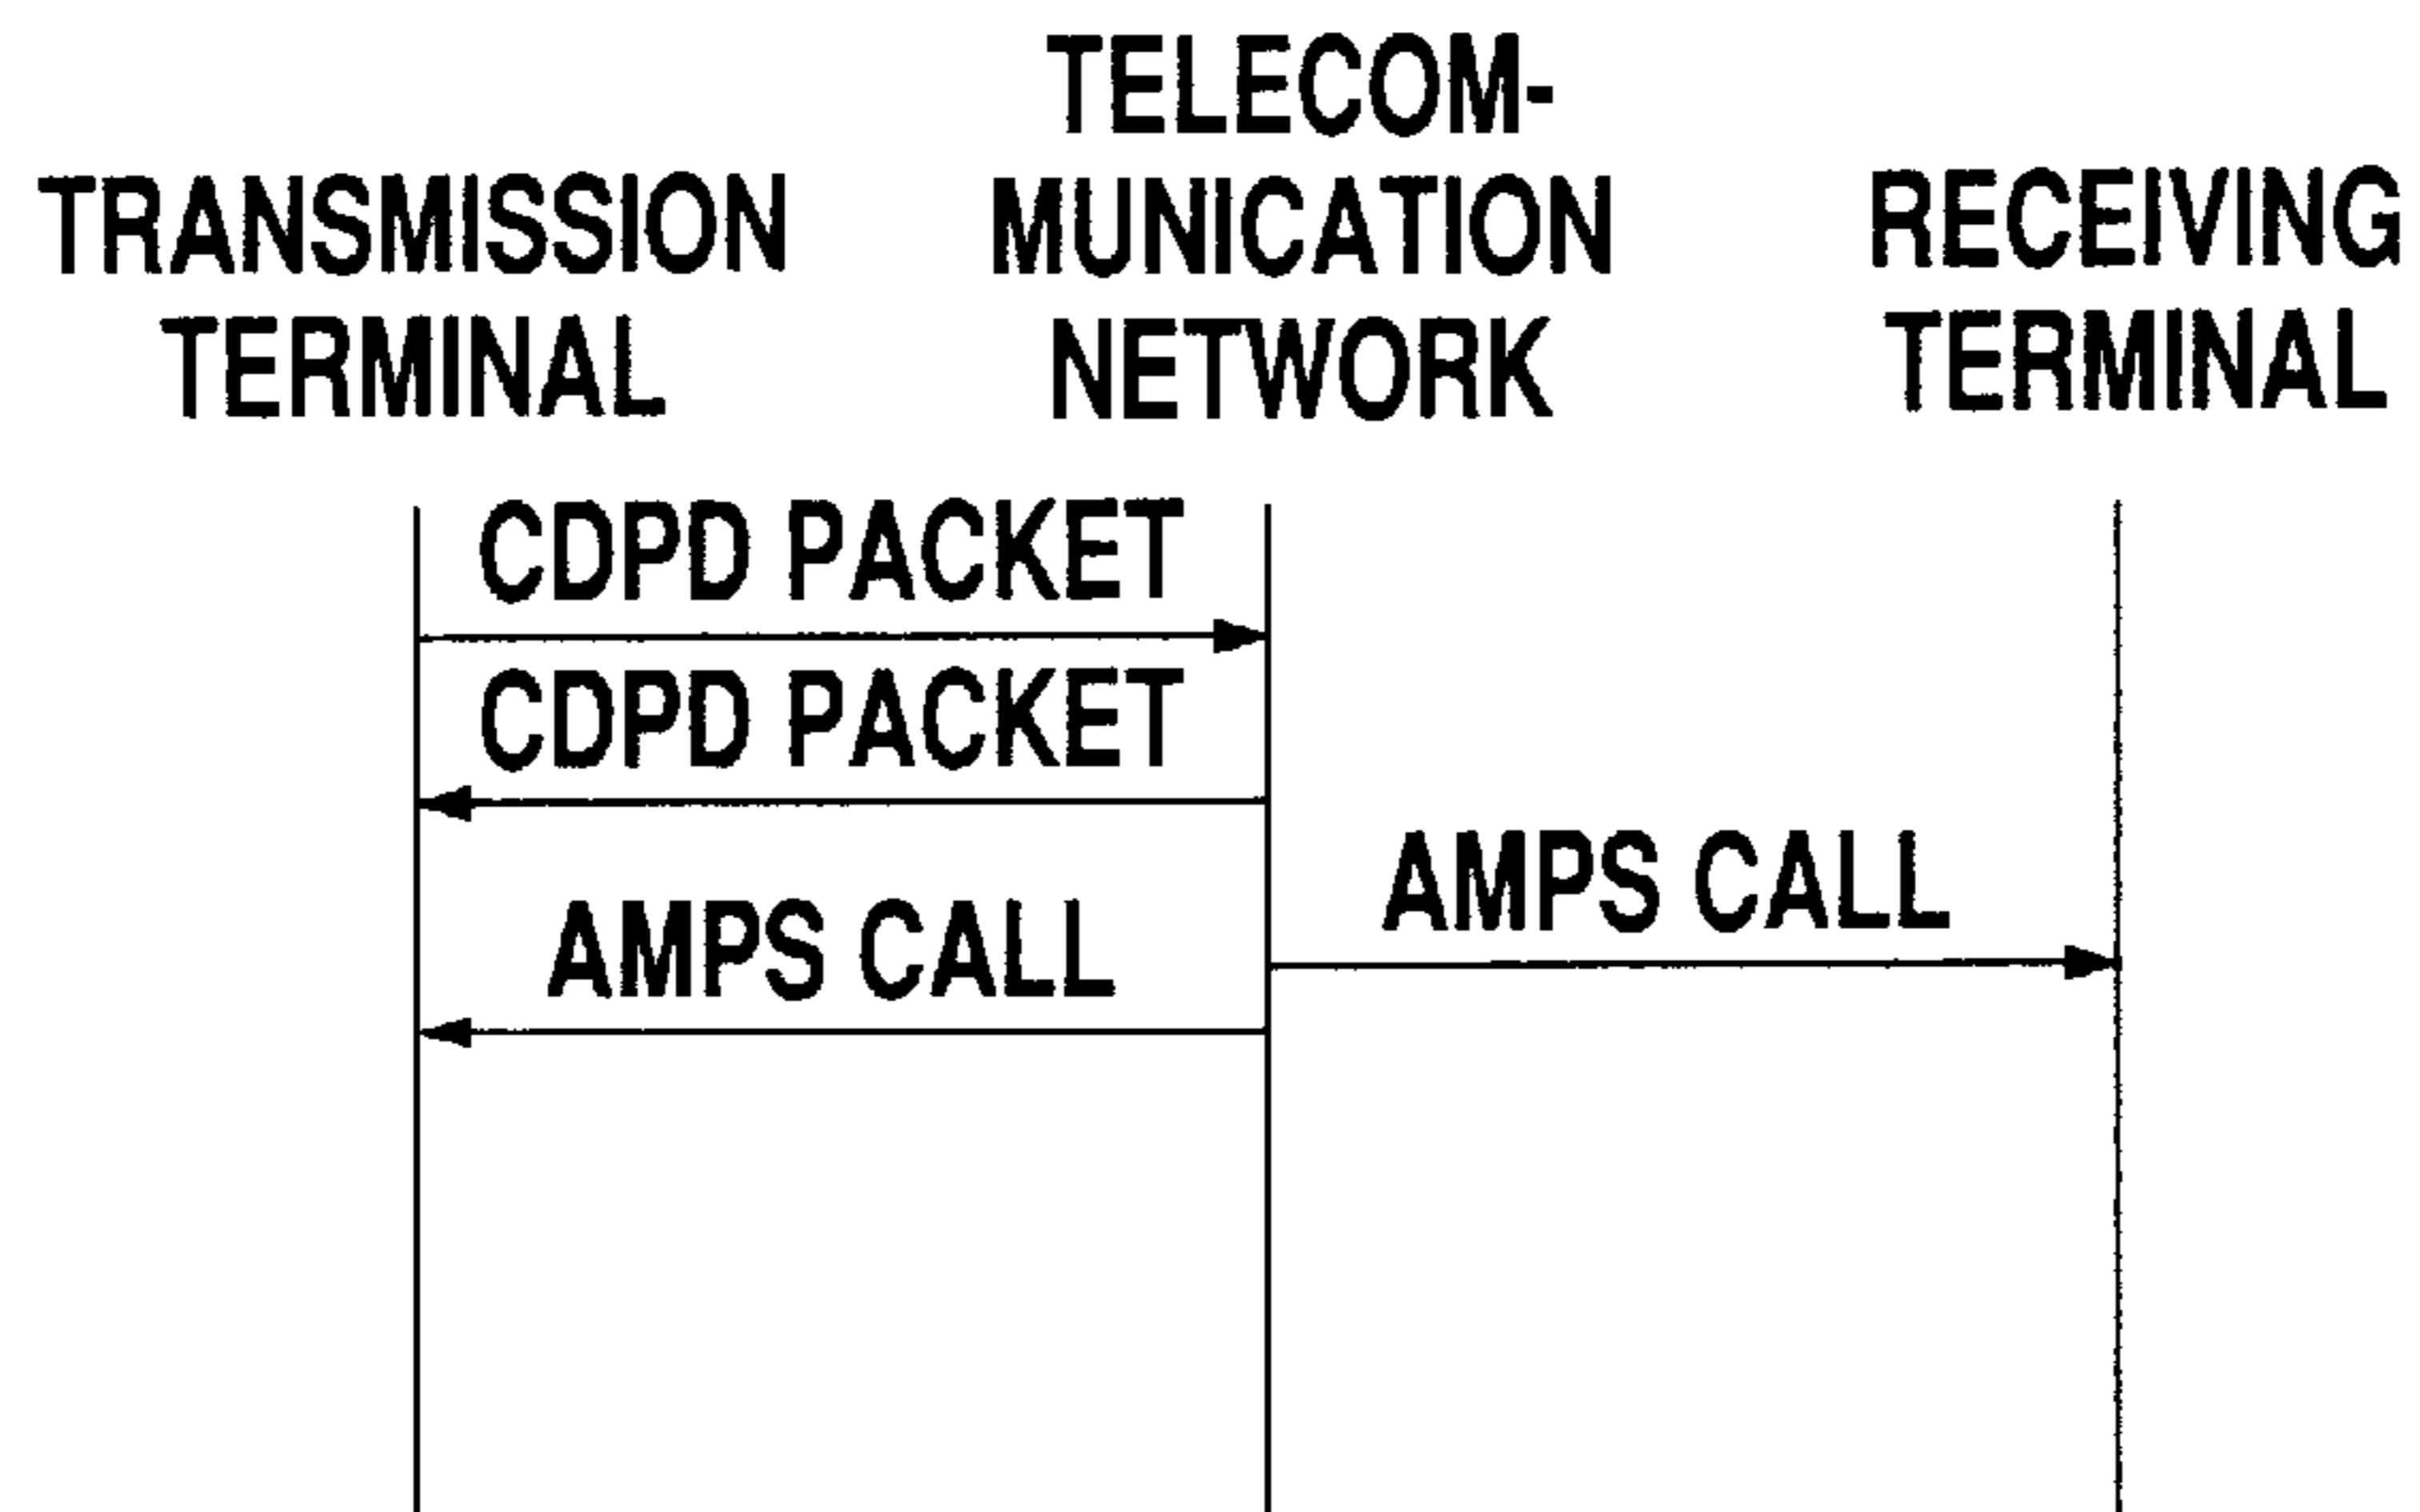 TRANSMISSION
TERMINAL
TELECOM-
MUNICATION
NETWORK
RECEIVING
TERMINAL
CDPD PACKET
CDPD PACKET
AMPS CALL
AMPS CALL